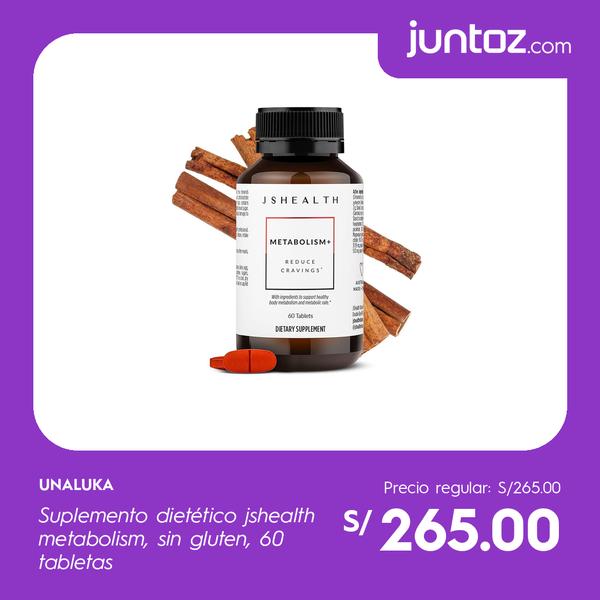 juntoz.com
JSHEALTH
METABOLISM+
REDUCE
CRAVINGS*
With ingredients to support healthy
body metabolism and metabolic rate.*
60 Tablets
DIETARY SUPPLEMENT
UNALUKA
Suplemento dietético jshealth
metabolism, sin gluten, 60
tabletas
Precio regular: S/265.00
S/ 265.00